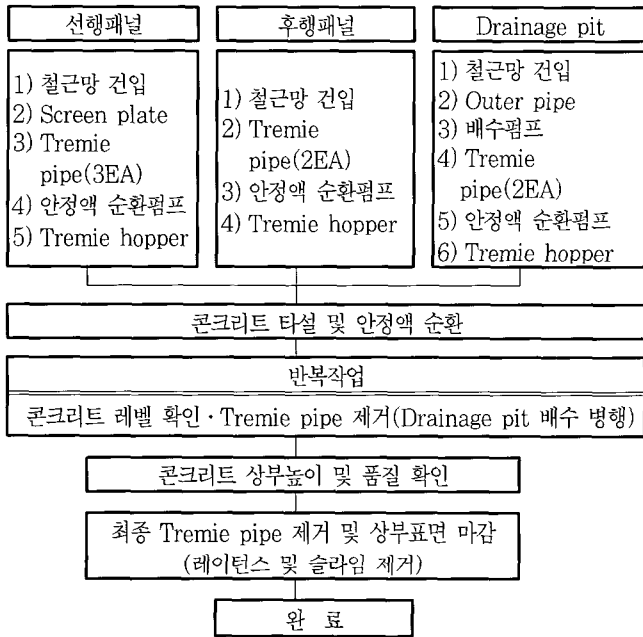 선행패널
1) 철근망 건입
2) Screen plate
3) Tremie
pipe(3EA)
4) 안정액 순환펌프
5) Tremie hopper
후행패널
1) 철근망 건입
2) Tremie
pipe(2EA)
3) 안정액 순환펌프
4) Tremie hopper
Drainage pit
1) 철근망 건입
2) Outer pipe
3) 배수펌프
4) Tremie
pipe(2EA)
5) 안정액 순환펌프
6) Tremie hopper
콘크리트 타설 및 안정액 순환
반복작업
콘크리트 레벨 확인·Tremie pipe 제거(Drainage pit 배수 병행)
콘크리트 상부높이 및 품질 확인
최종 Tremie pipe 제거 및 상부표면 마감
(레이턴스 및 슬라임 제거)
완 료